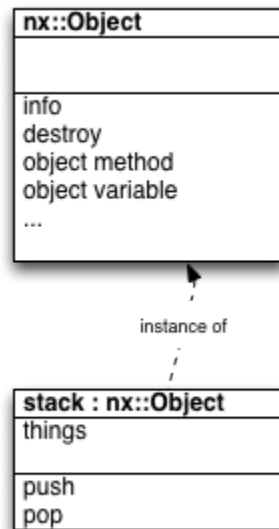 nx::Object
info
destroy
object method
object variable
...
instance of
stack : nx::Object
things
push
pop